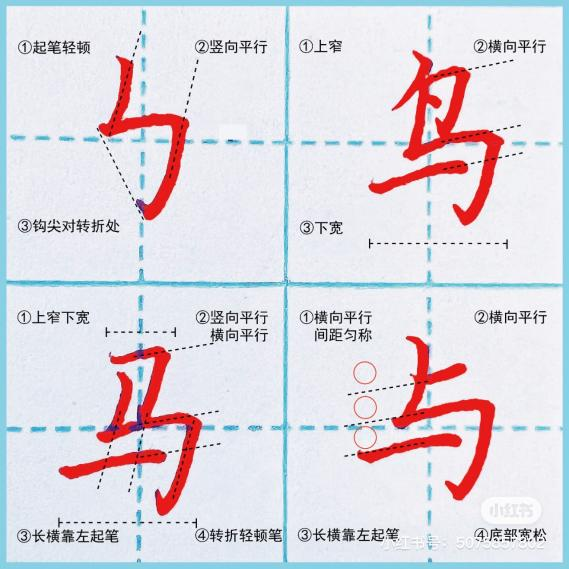 ①起笔轻顿
②竖向平行
㇉
③钩尖对转折处
①上窄
②横向平行
鸟
③下宽
①上窄下宽
②竖向平行
横向平行
马
③长横靠左起笔
④转折轻顿笔
①横向平行
间距匀称
②横向平行
与
③长横靠左起笔
④底部宽松
小红书
小红书号: